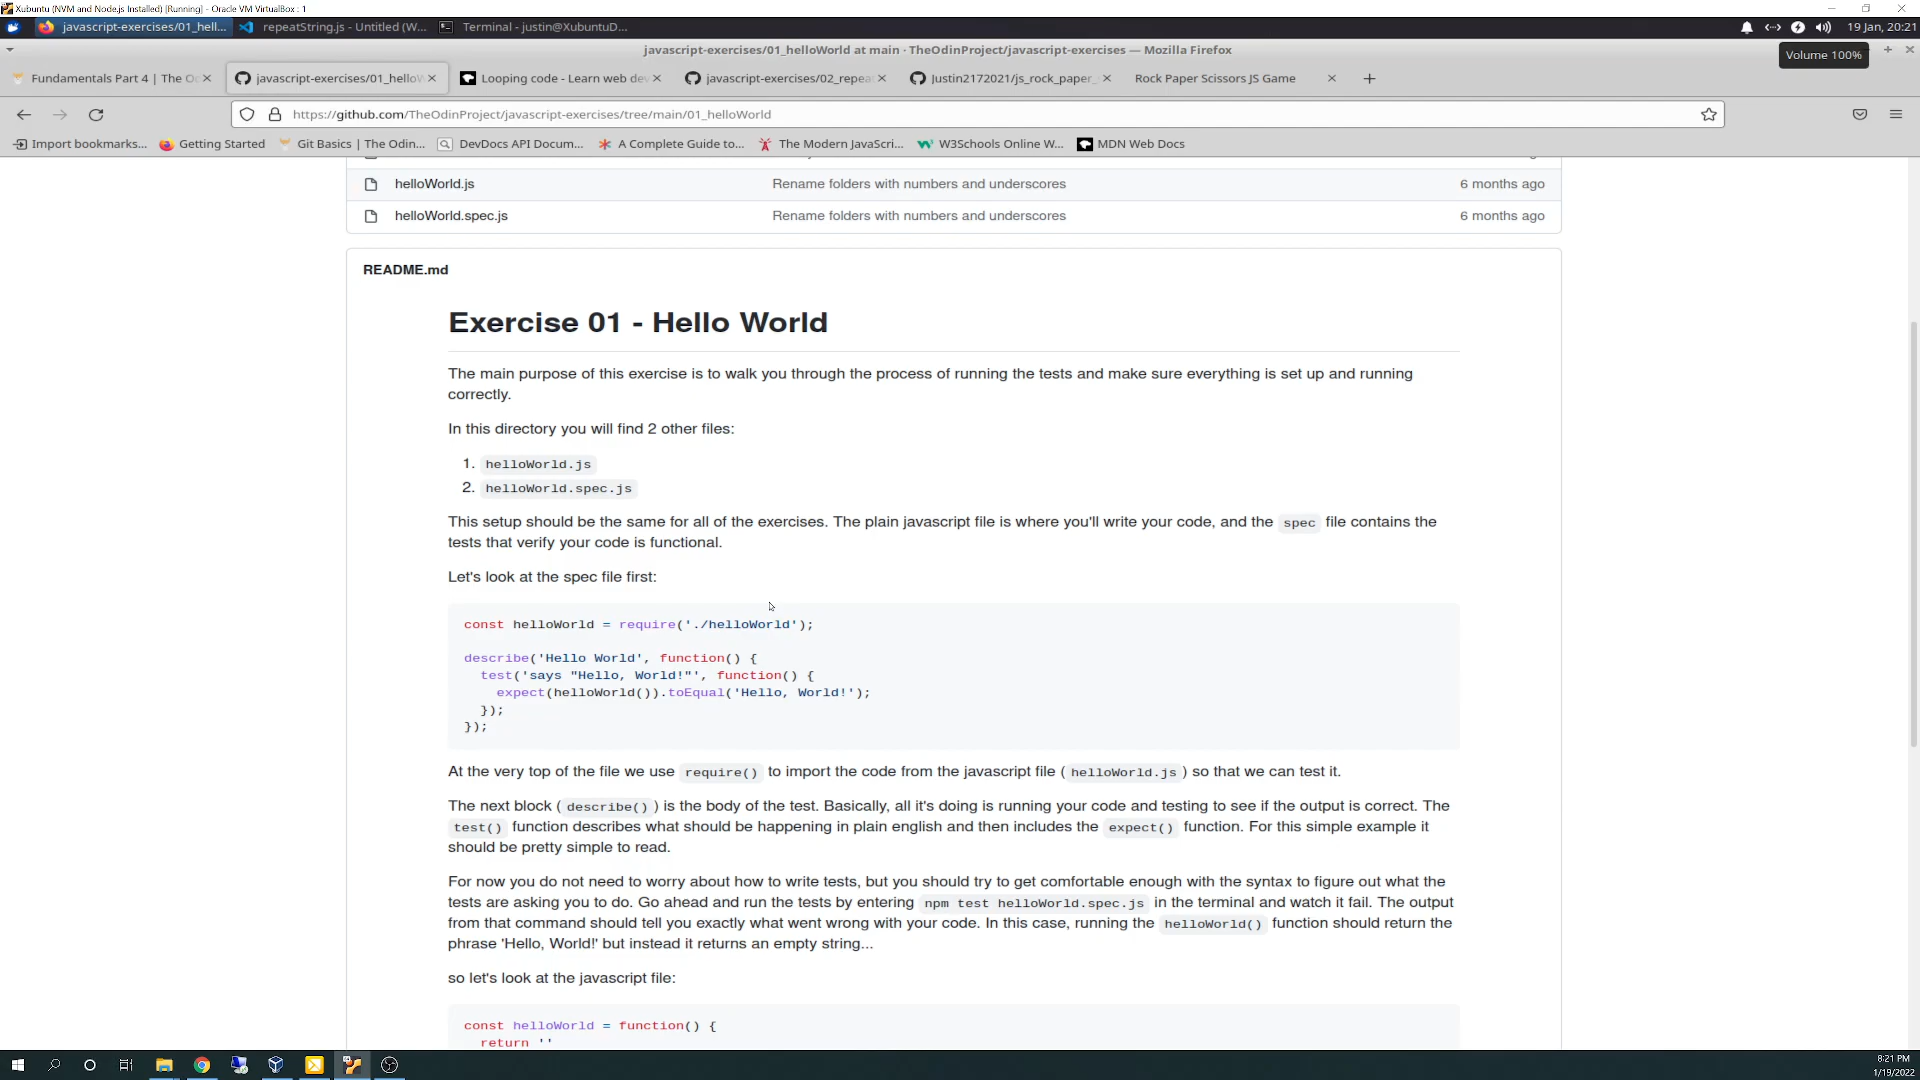 Xubuntu (NVM and Node.js Installed) [Running] - Oracle VM VirtualBox : 1
javascript-exercises/01_hell... repeatString.js - Untitled (W... Terminal - justin@XubuntuD... 19 Jan, 20:21
javascript-exercises/01_helloWorld at main · TheOdinProject/javascript-exercises — Mozilla Firefox
Volume 100%
Fundamentals Part 4 | The O javascript-exercises/01_hello Looping code - Learn web de javascript-exercises/02_repea Justin2172021/js_rock_paper_ Rock Paper Scissors JS Game
https://github.com/TheOdinProject/javascript-exercises/tree/main/01_helloWorld
Import bookmarks... Getting Started Git Basics | The Odin... DevDocs API Docum... A Complete Guide to... The Modern JavaScri... W3Schools Online W... MDN Web Docs
helloWorld.js Rename folders with numbers and underscores 6 months ago
helloWorld.spec.js Rename folders with numbers and underscores 6 months ago
README.md
Exercise 01 - Hello World
The main purpose of this exercise is to walk you through the process of running the tests and make sure everything is set up and running
correctly.
In this directory you will find 2 other files:
1. helloWorld.js
2. helloWorld.spec.js
This setup should be the same for all of the exercises. The plain javascript file is where you'll write your code, and the spec file contains the
tests that verify your code is functional.
Let's look at the spec file first:
const helloWorld = require('./helloWorld');
describe('Hello World', function() {
test('says "Hello, World!"', function() {
expect(helloWorld()).toEqual('Hello, World!');
});
});
At the very top of the file we use require() to import the code from the javascript file (helloWorld.js) so that we can test it.
The next block (describe()) is the body of the test. Basically, all it's doing is running your code and testing to see if the output is correct. The
test() function describes what should be happening in plain english and then includes the expect() function. For this simple example it
should be pretty simple to read.
For now you do not need to worry about how to write tests, but you should try to get comfortable enough with the syntax to figure out what the
tests are asking you to do. Go ahead and run the tests by entering npm test helloWorld.spec.js in the terminal and watch it fail. The output
from that command should tell you exactly what went wrong with your code. In this case, running the helloWorld() function should return the
phrase 'Hello, World!' but instead it returns an empty string...
so let's look at the javascript file:
const helloWorld = function() {
return ''
8:21 PM
1/19/2022